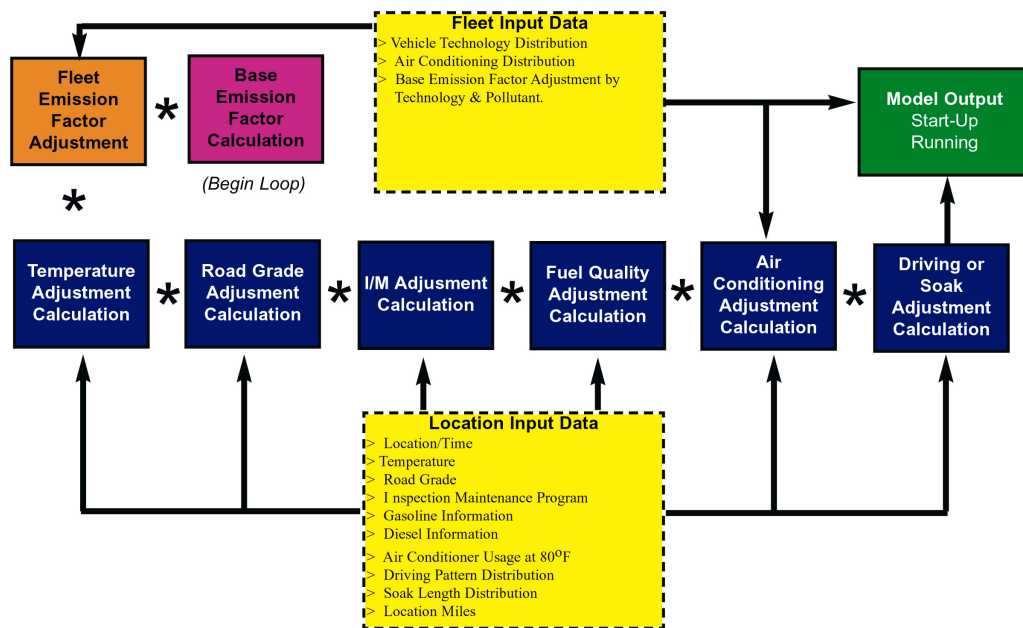 Fleet Input Data
> Vehicle Technology Distribution
> Air Conditioning Distribution
> Base Emission Factor Adjustment by
Technology & Pollutant.
Fleet
Emission
Factor
Adjustment
*
Base
Emission
Factor
Calculation
(Begin Loop)
Model Output
Start-Up
Running
*
Temperature
Adjustment
Calculation
*
Road Grade
Adjusment
Calculation
*
I/M Adjusment
Calculation
*
Fuel Quality
Adjustment
Calculation
*
Air
Conditioning
Adjustment
Calculation
*
Driving or
Soak
Adjustment
Calculation
Location Input Data
> Location/Time
> Temperature
> Road Grade
> I nspection Maintenance Program
> Gasoline Information
> Diesel Information
> Air Conditioner Usage at 80ºF
> Driving Pattern Distribution
> Soak Length Distribution
> Location Miles